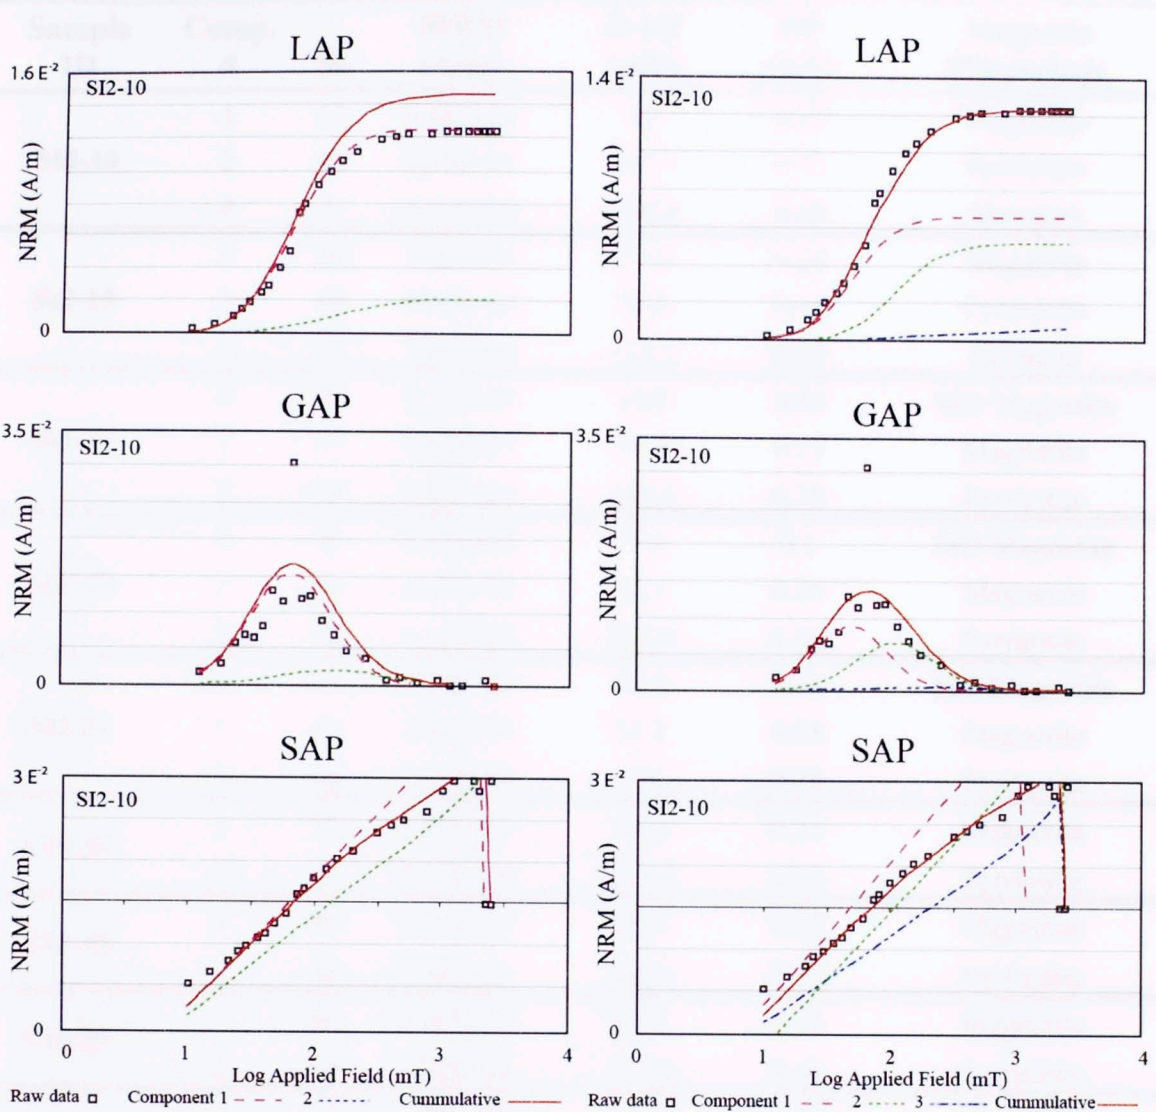 LAP
LAP
1.6 E⁻²
SI2-10
1.4 E⁻²
SI2-10
NRM (A/m)
NRM (A/m)
0
0
GAP
GAP
3.5 E⁻²
SI2-10
3.5 E⁻²
SI2-10
NRM (A/m)
NRM (A/m)
0
0
SAP
SAP
3 E⁻²
SI2-10
3 E⁻²
SI2-10
NRM (A/m)
NRM (A/m)
0
0
0 1 2 3 4
0 1 2 3 4
Log Applied Field (mT)
Log Applied Field (mT)
Raw data Component 1 2 Cummulative
Raw data Component 1 2 3 Cummulative